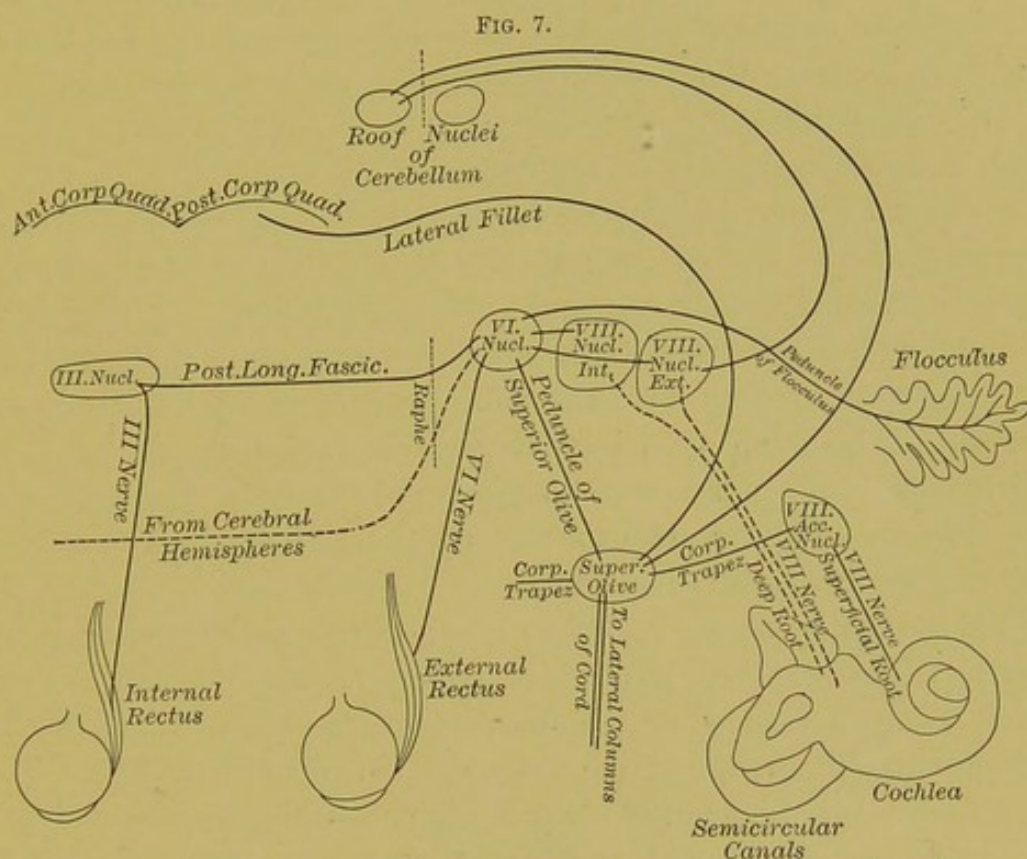 FIG. 7.
Roof Nuclei
of
Cerebellum
Ant. Corp Quad. Post. Corp Quad.
Lateral Fillet
VI.
Nucl.
VIII.
Nucl.
Int.
VIII.
Nucl.
Ext.
Peduncle
of Flocculus
Flocculus
III. Nucl.
Post. Long. Fascic.
Raphe
Peduncle of
Superior Olive
III Nerve
VI Nerve
From Cerebral
Hemispheres
Corp.
Trapez
Super.
Olive
Corp.
Trapez
VIII.
Acc.
Nucl.
VIII Nerve
Deep Root
VIII Nerve
Superficial Root
To Lateral Columns
of Cord
Internal
Rectus
External
Rectus
Cochlea
Semicircular
Canals